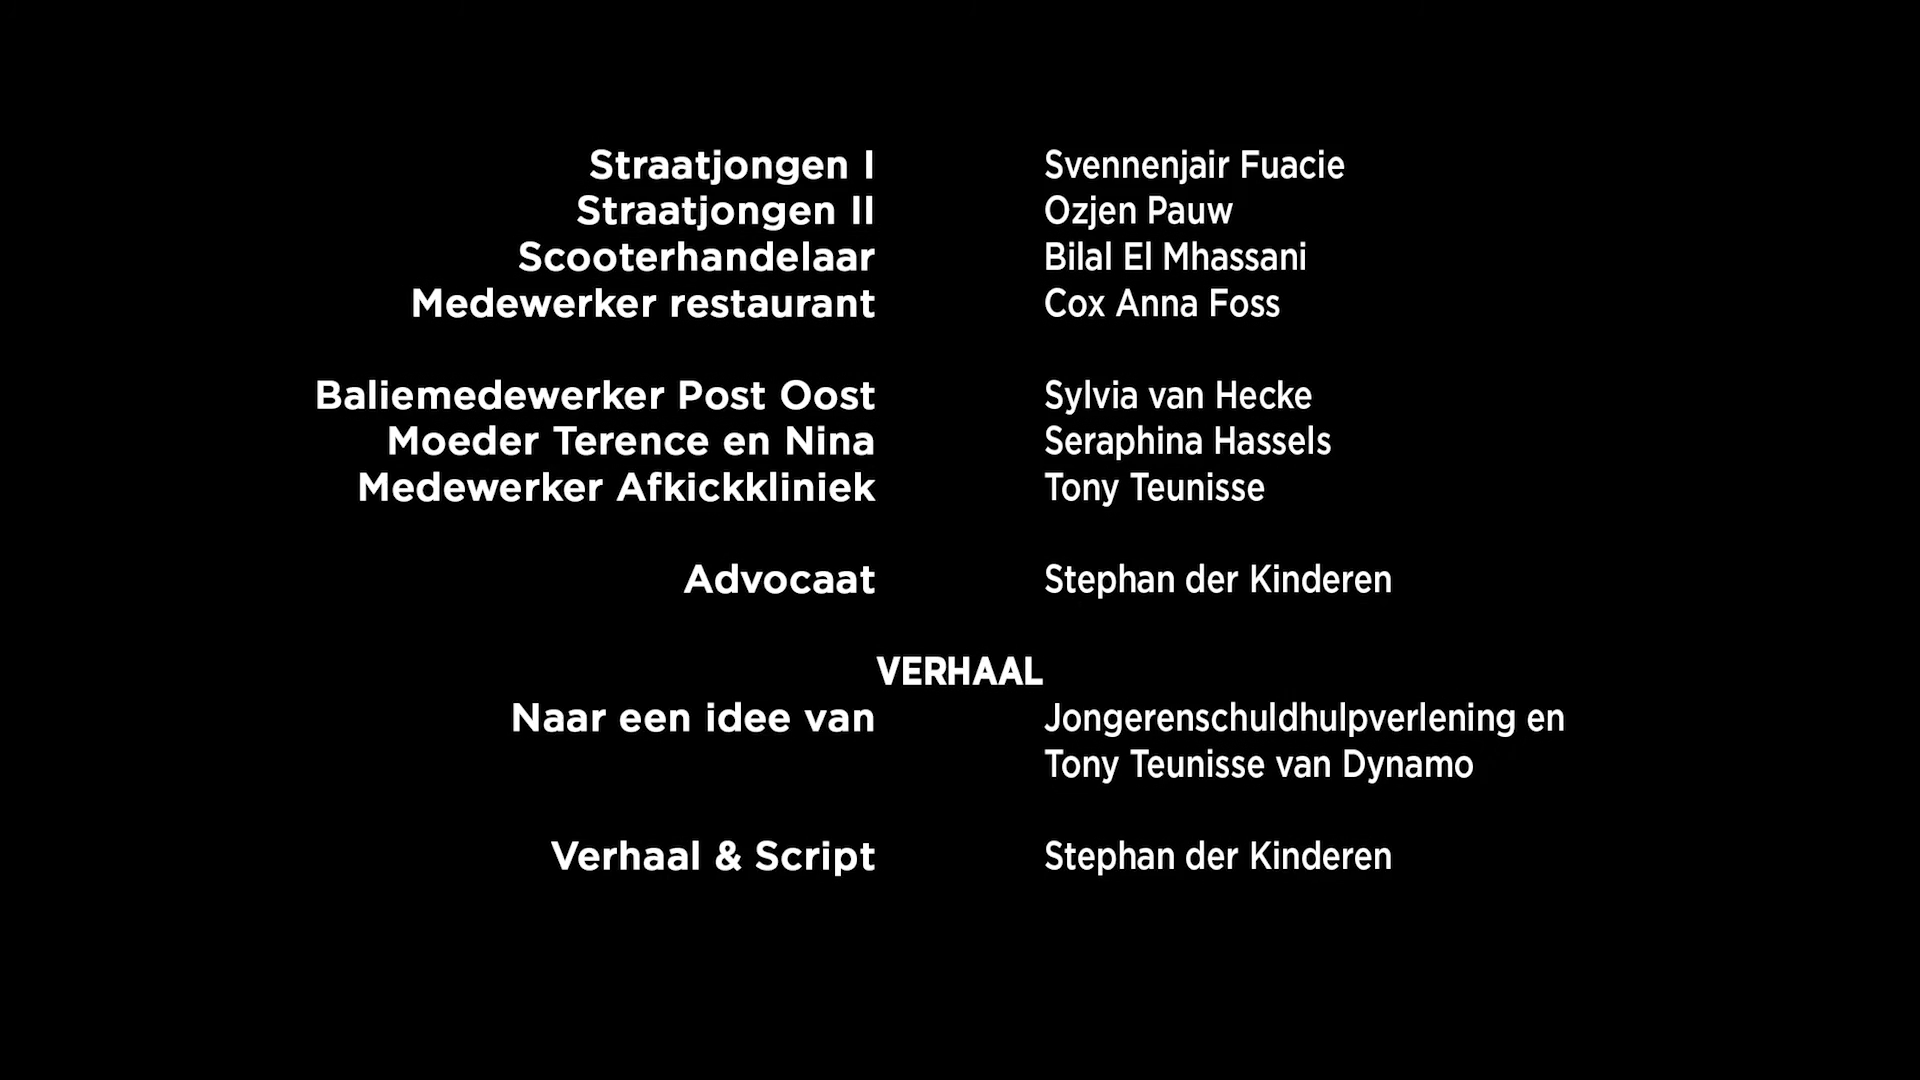 Straatjongen I Svennenjair Fuacie
Straatjongen II Ozjen Pauw
Scooterhandelaar Bilal El Mhassani
Medewerker restaurant Cox Anna Foss
Baliemedewerker Post Oost Sylvia van Hecke
Moeder Terence en Nina Seraphina Hassels
Medewerker Afkickkliniek Tony Teunisse
Advocaat Stephan der Kinderen
VERHAAL
Naar een idee van Jongerenschuldhulpverlening en
Tony Teunisse van Dynamo
Verhaal & Script Stephan der Kinderen